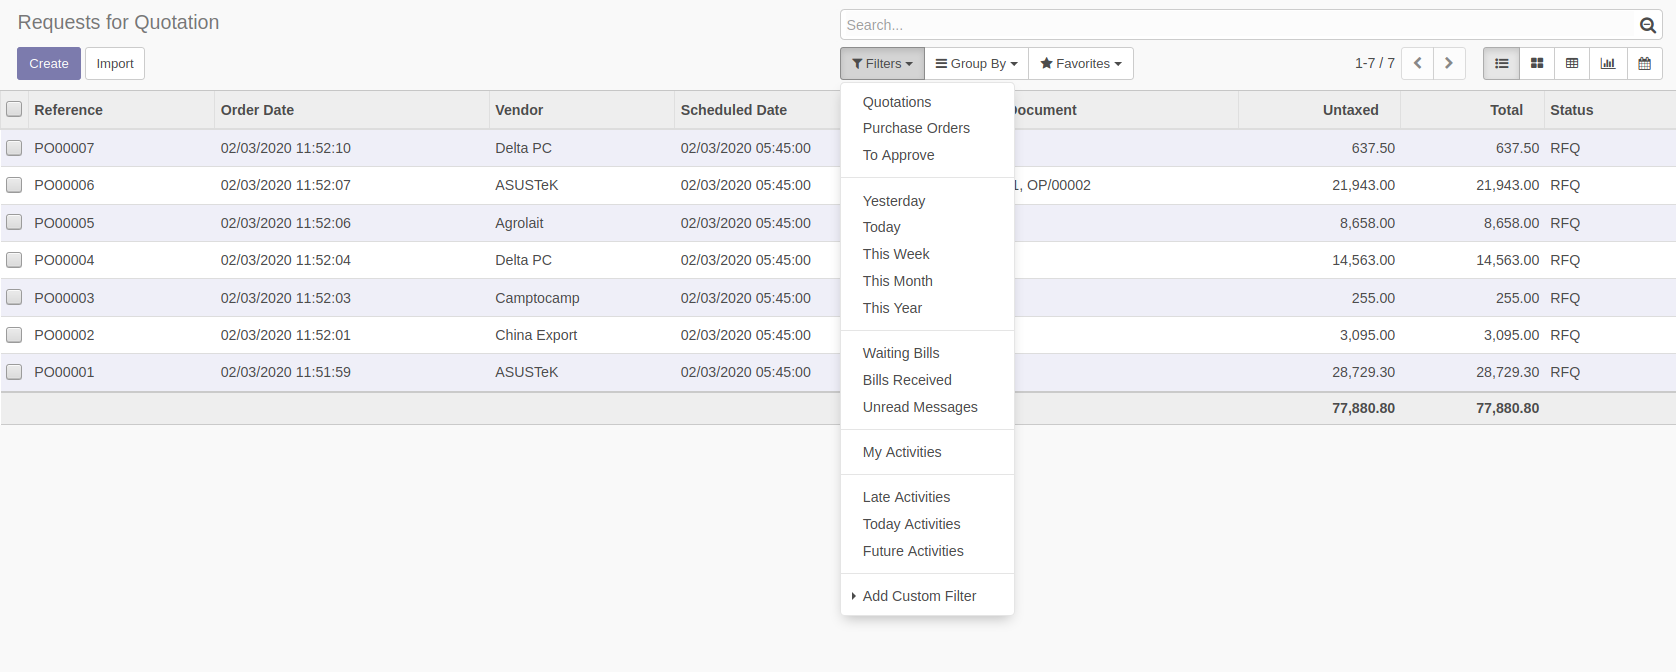 Requests for Quotation
Search...
Create Import
Filters Group By Favorites
1-7 / 7
Reference Order Date Vendor Scheduled Date Document Untaxed Total Status
PO00007 02/03/2020 11:52:10 Delta PC 02/03/2020 05:45:00 637.50 637.50 RFQ
PO00006 02/03/2020 11:52:07 ASUSTeK 02/03/2020 05:45:00 1, OP/00002 21,943.00 21,943.00 RFQ
PO00005 02/03/2020 11:52:06 Agrolait 02/03/2020 05:45:00 8,658.00 8,658.00 RFQ
PO00004 02/03/2020 11:52:04 Delta PC 02/03/2020 05:45:00 14,563.00 14,563.00 RFQ
PO00003 02/03/2020 11:52:03 Camptocamp 02/03/2020 05:45:00 255.00 255.00 RFQ
PO00002 02/03/2020 11:52:01 China Export 02/03/2020 05:45:00 3,095.00 3,095.00 RFQ
PO00001 02/03/2020 11:51:59 ASUSTeK 02/03/2020 05:45:00 28,729.30 28,729.30 RFQ
77,880.80 77,880.80
Quotations
Purchase Orders
To Approve
Yesterday
Today
This Week
This Month
This Year
Waiting Bills
Bills Received
Unread Messages
My Activities
Late Activities
Today Activities
Future Activities
Add Custom Filter